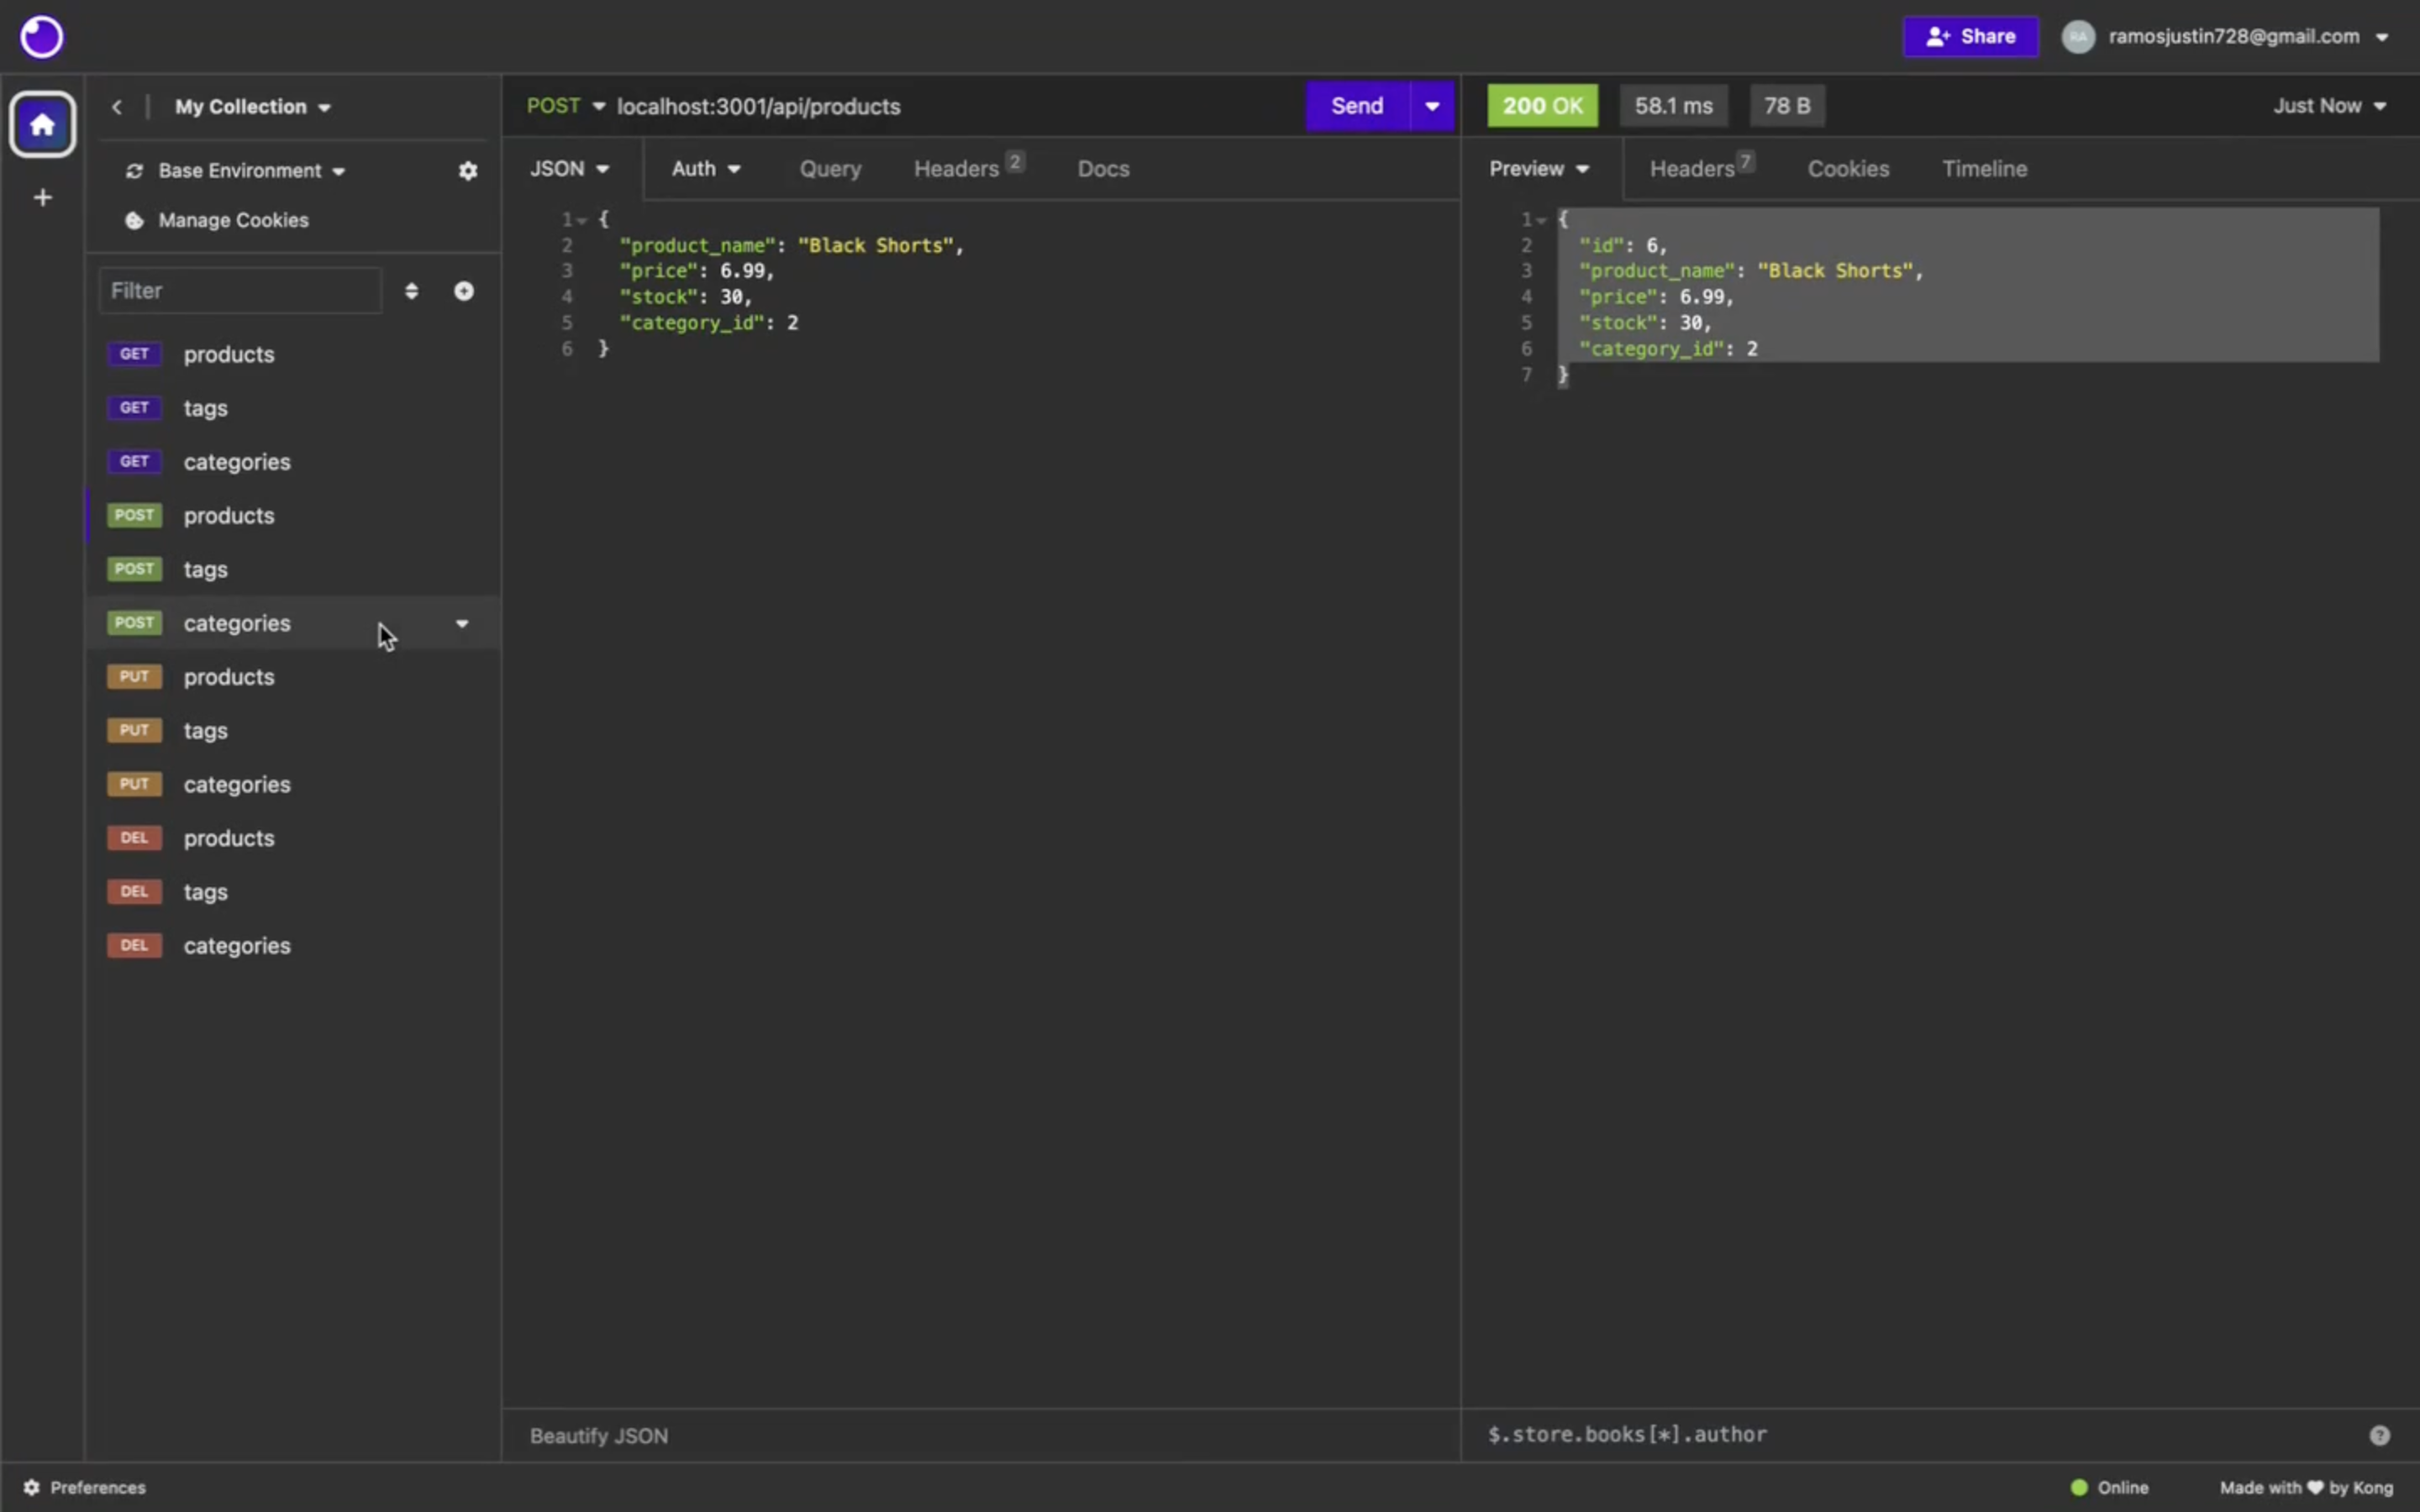 Share
RA
ramosjustin728@gmail.com
My Collection
Base Environment
Manage Cookies
Filter
GET products
GET tags
GET categories
POST products
POST tags
POST categories
PUT products
PUT tags
PUT categories
DEL products
DEL tags
DEL categories
POST localhost:3001/api/products
Send
JSON Auth Query Headers 2 Docs
1 {
2 "product_name": "Black Shorts",
3 "price": 6.99,
4 "stock": 30,
5 "category_id": 2
6 }
Beautify JSON
200 OK 58.1 ms 78 B Just Now
Preview Headers 7 Cookies Timeline
1 {
2 "id": 6,
3 "product_name": "Black Shorts",
4 "price": 6.99,
5 "stock": 30,
6 "category_id": 2
7 }
$.store.books[*].author
?
Preferences
Online
Made with ♥ by Kong